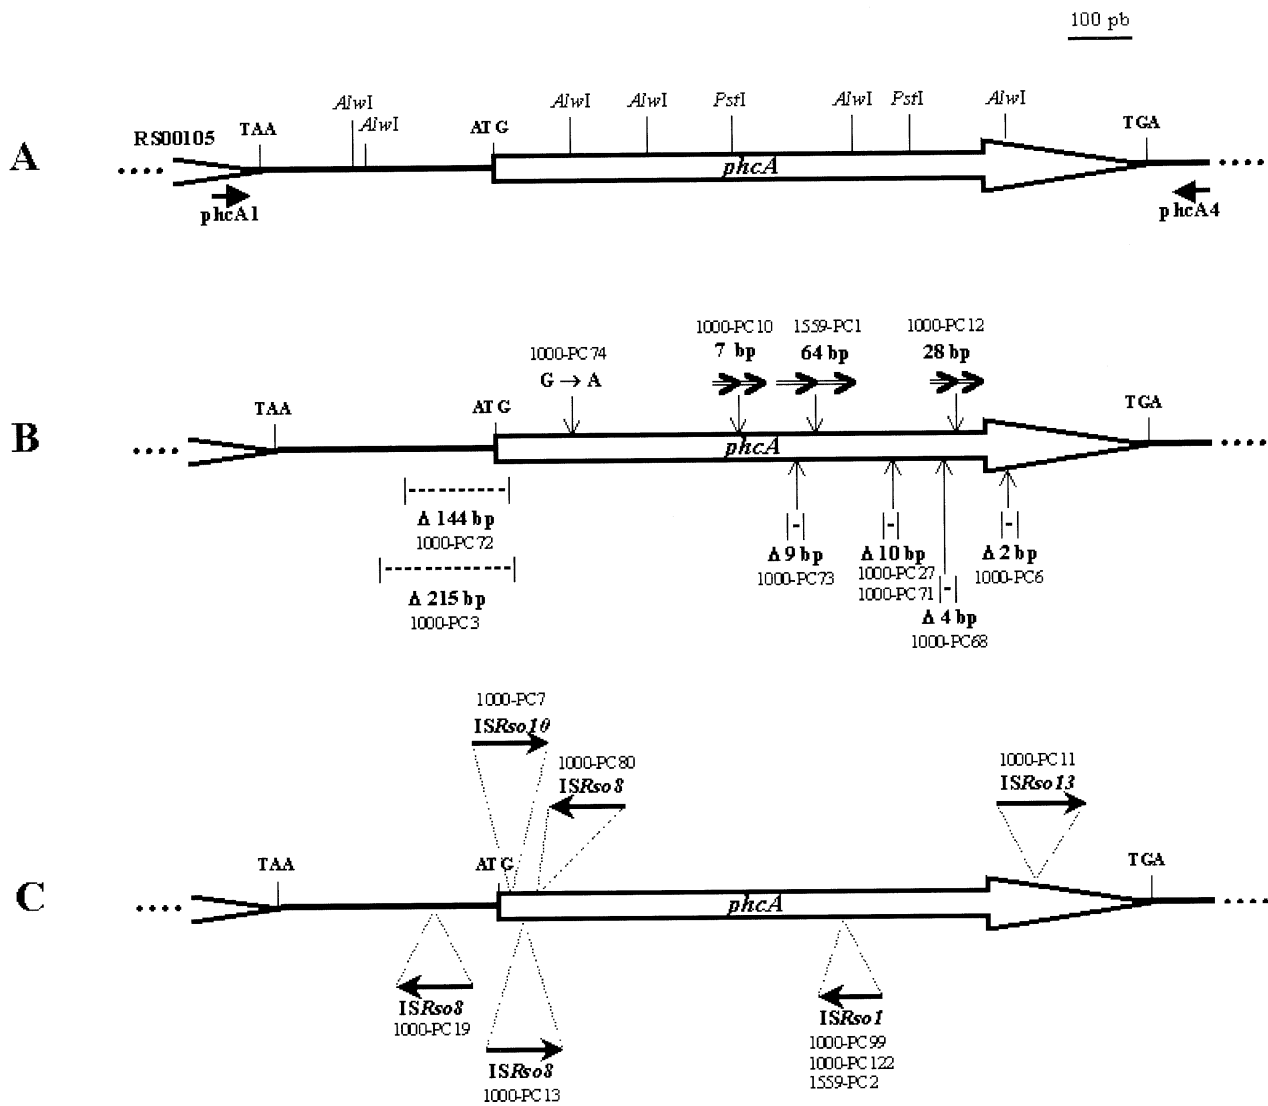 100 pb
AlwI
AlwI
AlwI
AlwI
PstI
AlwI
PstI
AlwI
RS00105
TAA
ATG
TGA
A
phcA
phcA1
phcA4
1000-PC10
1559-PC1
1000-PC12
7 bp
64 bp
28 bp
1000-PC74
G → A
TAA
ATG
TGA
B
phcA
Δ 144 bp
1000-PC72
Δ 215 bp
1000-PC3
Δ 9 bp
1000-PC73
Δ 10 bp
1000-PC27
1000-PC71
Δ 4 bp
1000-PC68
Δ 2 bp
1000-PC6
1000-PC7
ISRso10
1000-PC80
ISRso8
1000-PC11
ISRso13
TAA
ATG
TGA
C
phcA
ISRso8
1000-PC19
ISRso8
1000-PC13
ISRso1
1000-PC99
1000-PC122
1559-PC2